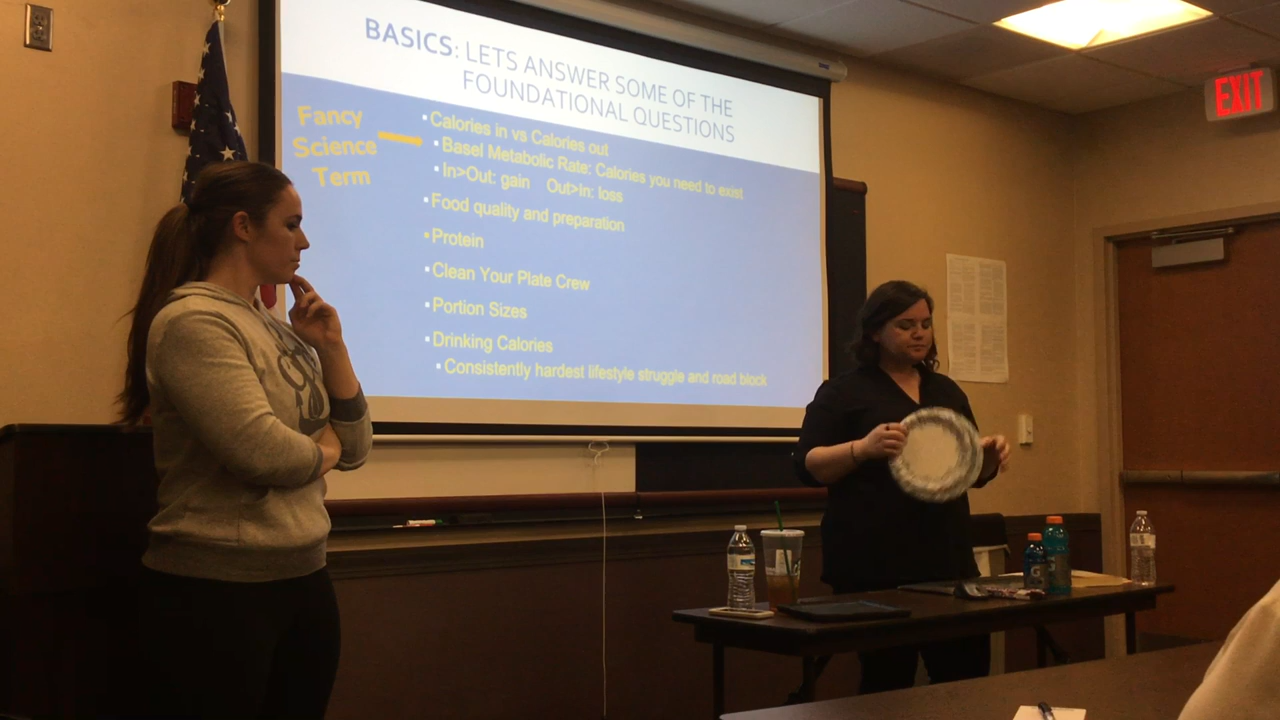 BASICS: LETS ANSWER SOME OF THE
FOUNDATIONAL QUESTIONS
Fancy
Science
Term
▪Calories in vs Calories out
▪Basel Metabolic Rate: Calories you need to exist
▪In>Out: gain Out>In: loss
▪Food quality and preparation
▪Protein
▪Clean Your Plate Crew
▪Portion Sizes
▪Drinking Calories
▪Consistently hardest lifestyle struggle and road block
EXIT